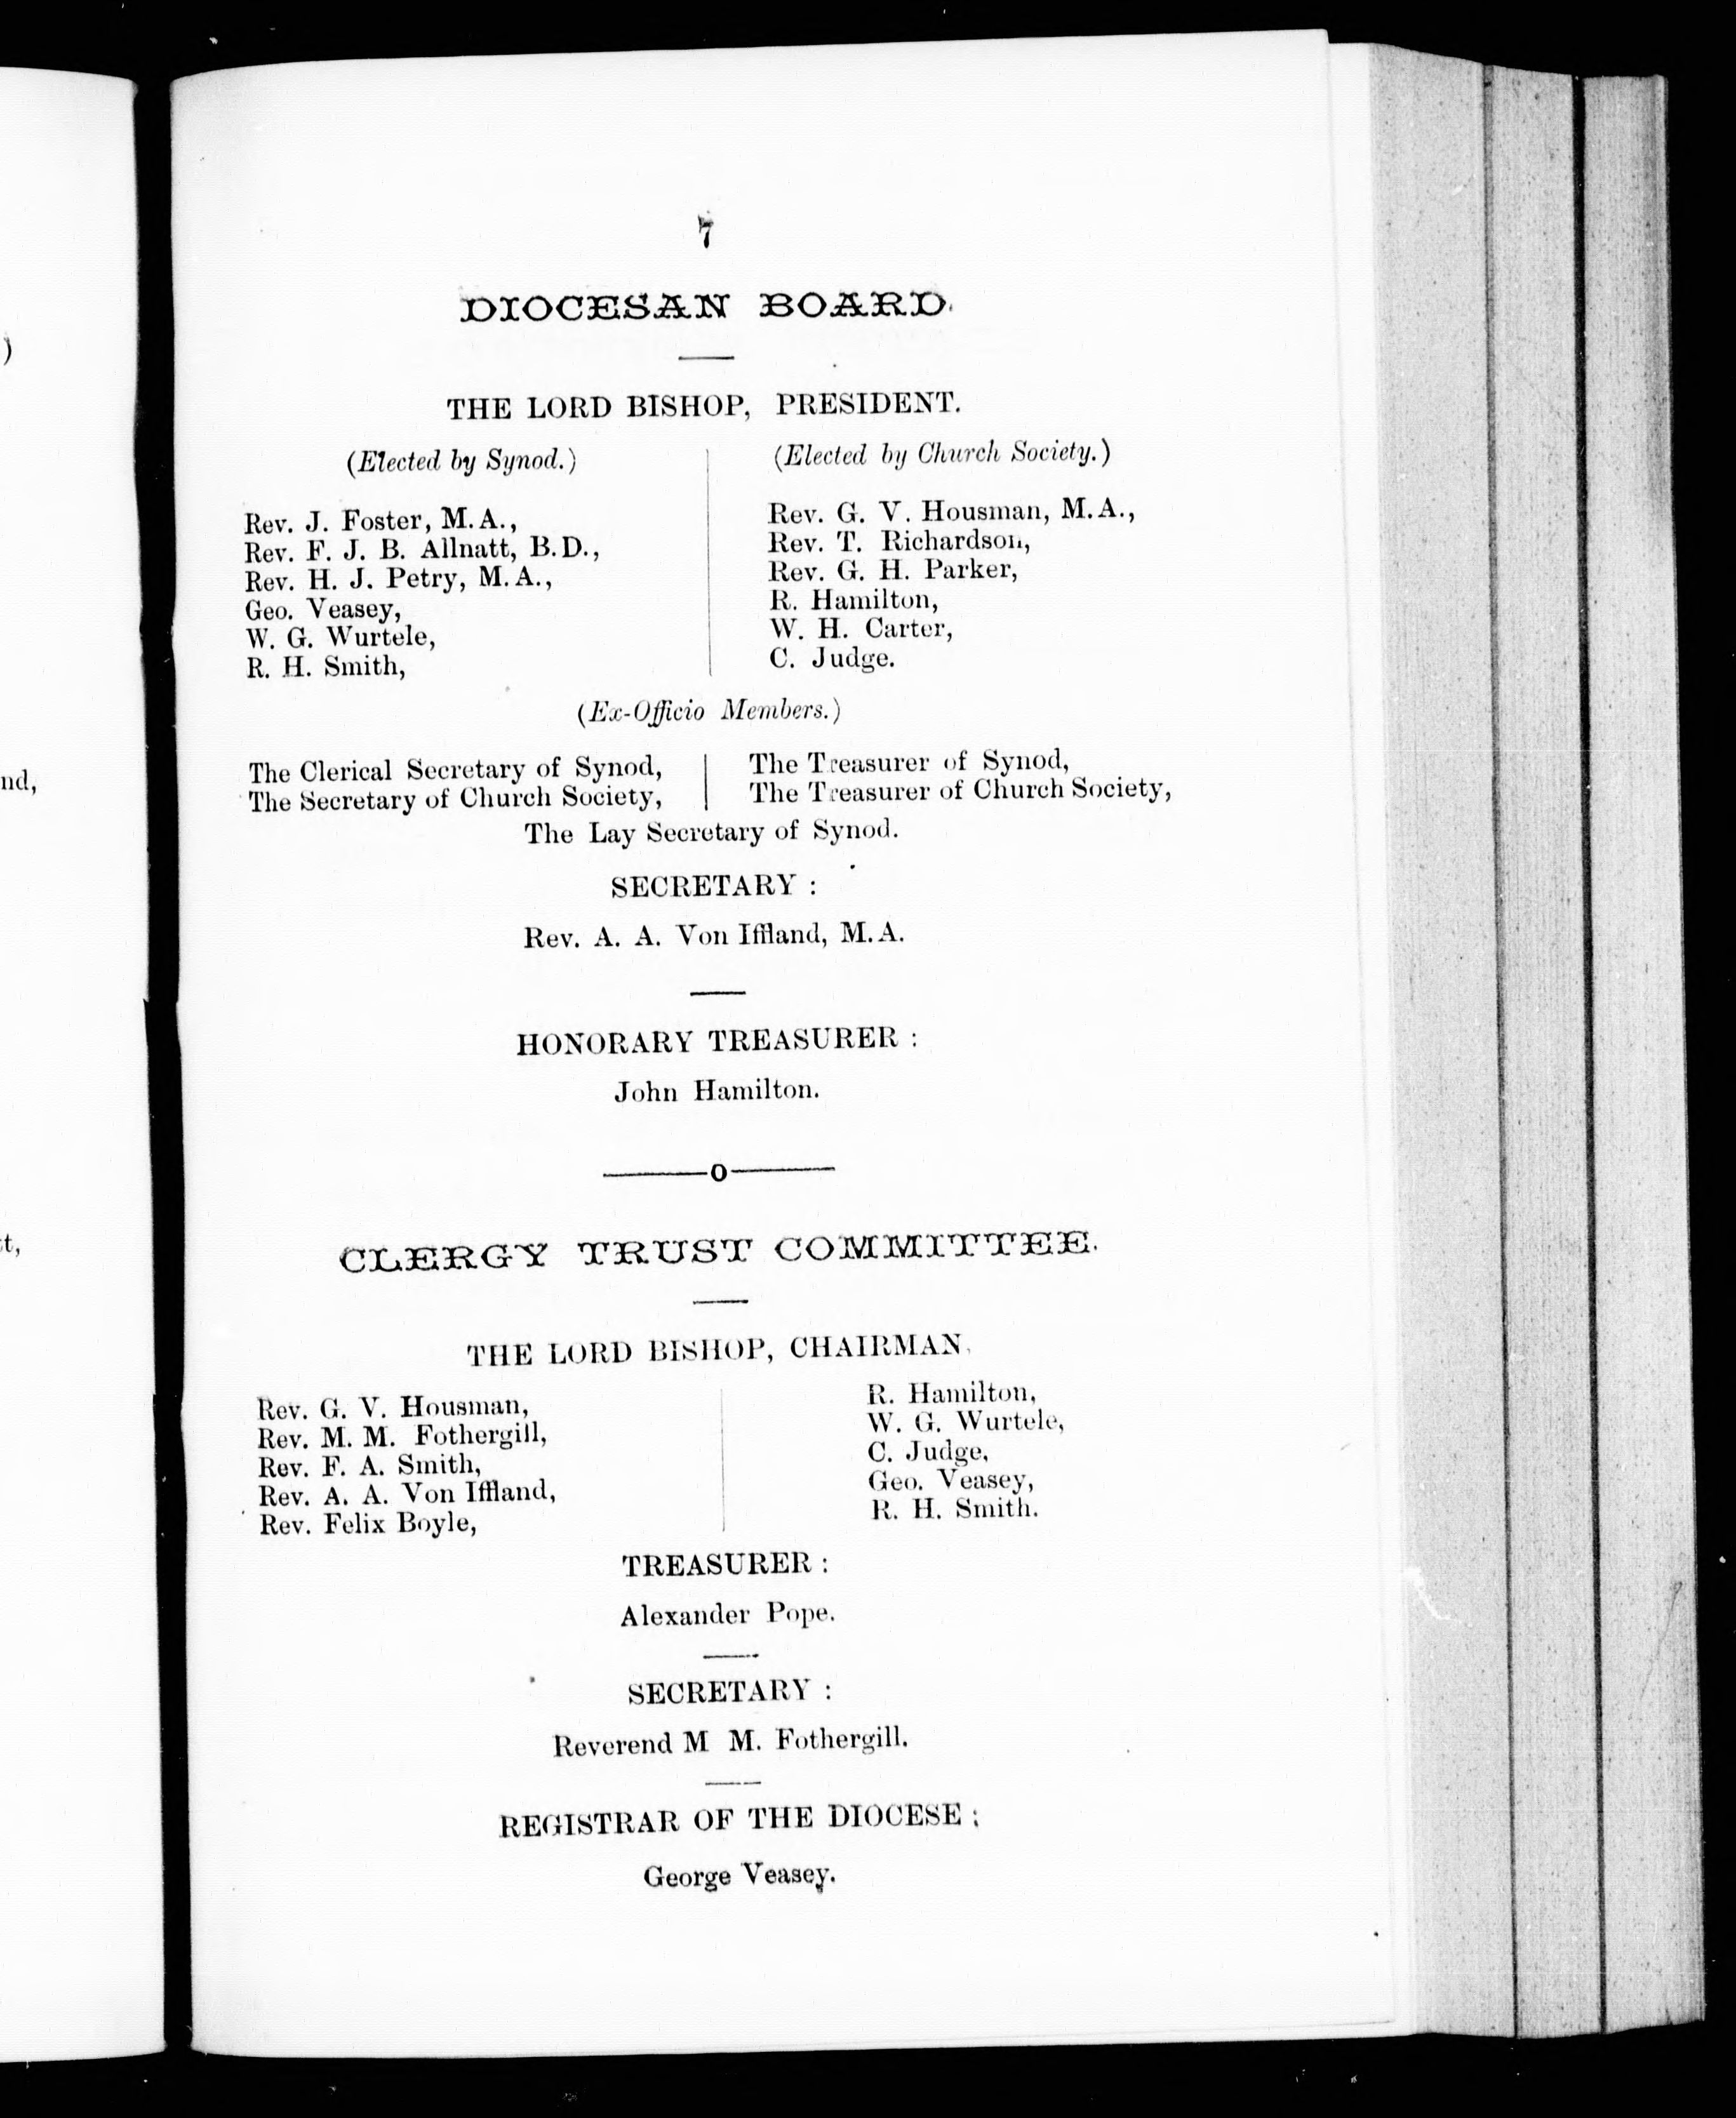 7
DIOCESAN BOARD.
THE LORD BISHOP, PRESIDENT.
(Elected by Synod.)
Rev. J. Foster, M.A.,
Rev. F. J. B. Allnatt, B.D.,
Rev. H. J. Petry, M.A.,
Geo. Veasey,
W. G. Wurtele,
R. H. Smith,
(Elected by Church Society.)
Rev. G. V. Housman, M.A.,
Rev. T. Richardson,
Rev. G. H. Parker,
R. Hamilton,
W. H. Carter,
C. Judge.
(Ex-Officio Members.)
The Clerical Secretary of Synod,
The Secretary of Church Society,
The Treasurer of Synod,
The Treasurer of Church Society,
The Lay Secretary of Synod.
SECRETARY :
Rev. A. A. Von Iffland, M.A.
HONORARY TREASURER :
John Hamilton.
o
CLERGY TRUST COMMITTEE.
THE LORD BISHOP, CHAIRMAN.
Rev. G. V. Housman,
Rev. M. M. Fothergill,
Rev. F. A. Smith,
Rev. A. A. Von Iffland,
Rev. Felix Boyle,
R. Hamilton,
W. G. Wurtele,
C. Judge,
Geo. Veasey,
R. H. Smith.
TREASURER :
Alexander Pope.
SECRETARY :
Reverend M M. Fothergill.
REGISTRAR OF THE DIOCESE :
George Veasey.